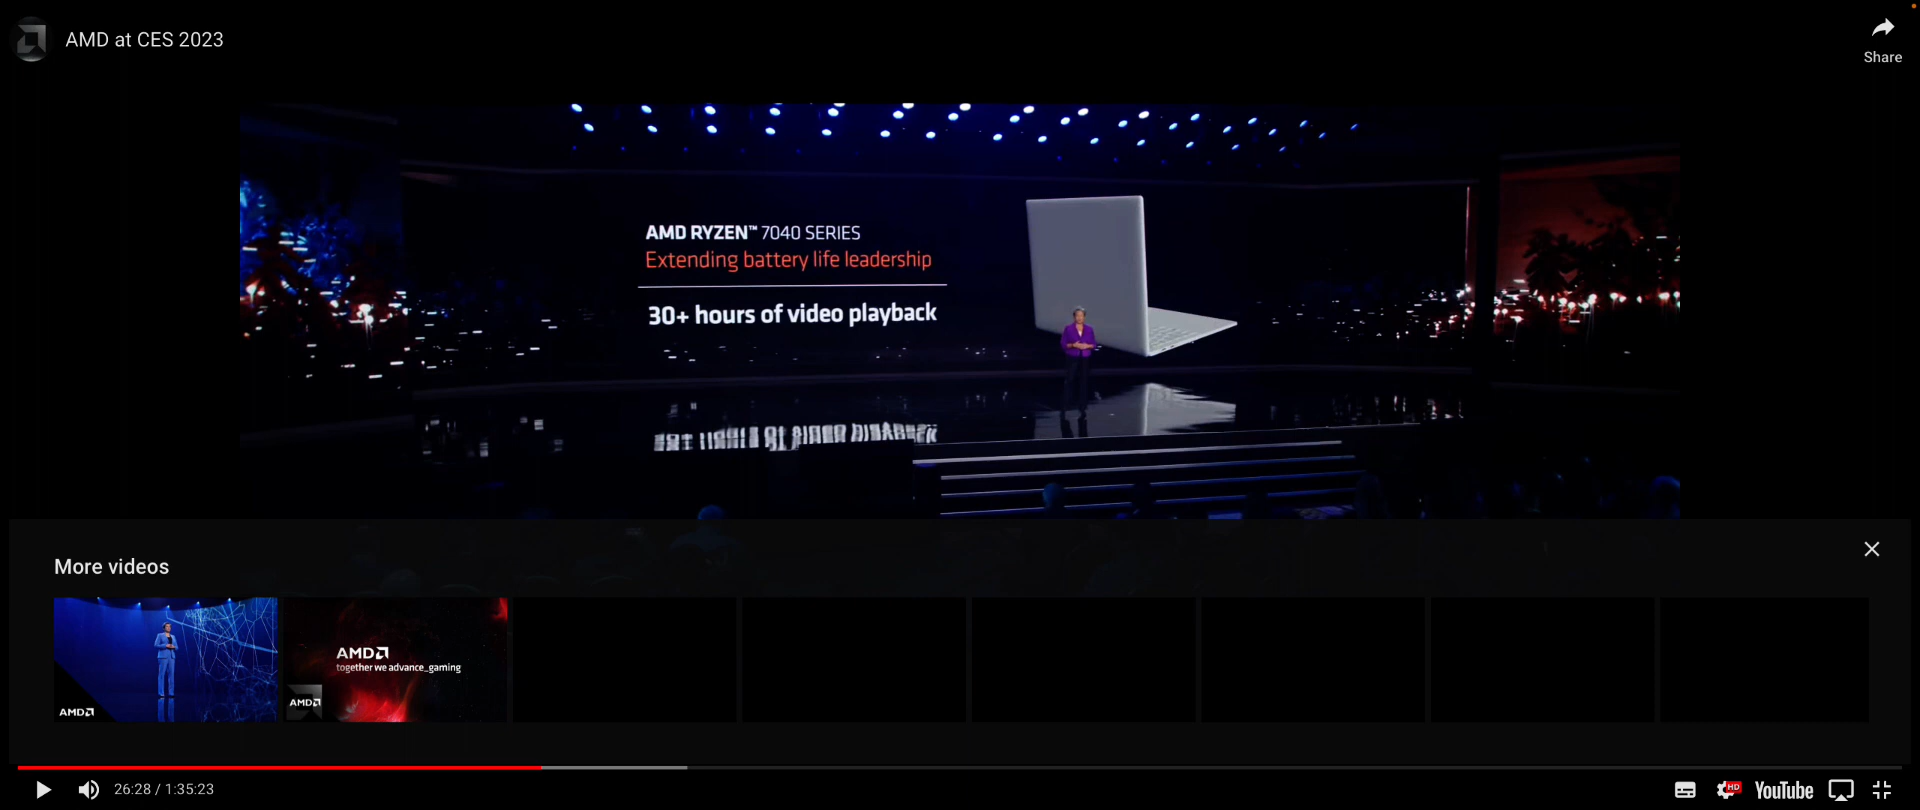 AMD at CES 2023
Share
AMD RYZEN™ 7040 SERIES
Extending battery life leadership
30+ hours of video playback
More videos
AMD
AMD
together we advance_gaming
AMD
26:28 / 1:35:23
HD
YouTube